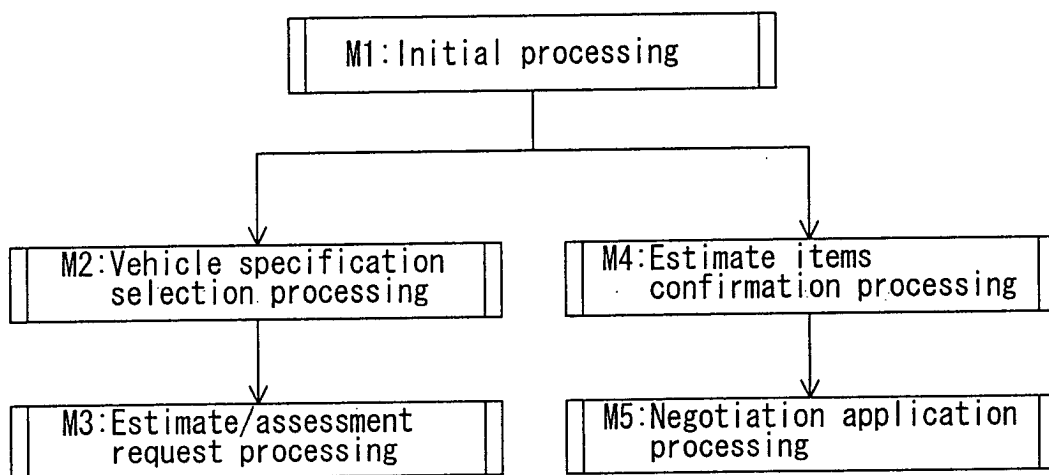 M1:Initial processing
M2:Vehicle specification
selection processing
M4:Estimate items
confirmation processing
M3:Estimate/assessment
request processing
M5:Negotiation application
processing